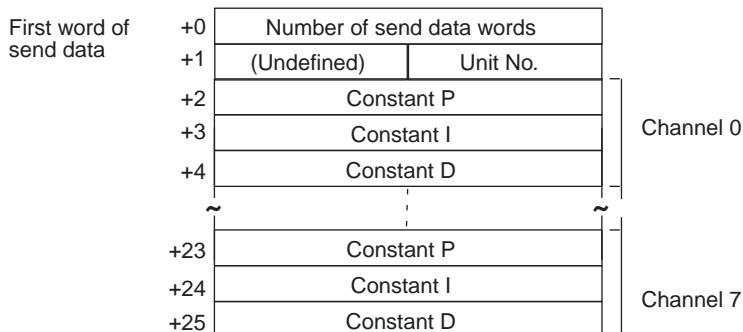 First word of
send data
+0 Number of send data words
+1 (Undefined) Unit No.
+2 Constant P
+3 Constant I
+4 Constant D
Channel 0
~ ~
+23 Constant P
+24 Constant I
+25 Constant D
Channel 7